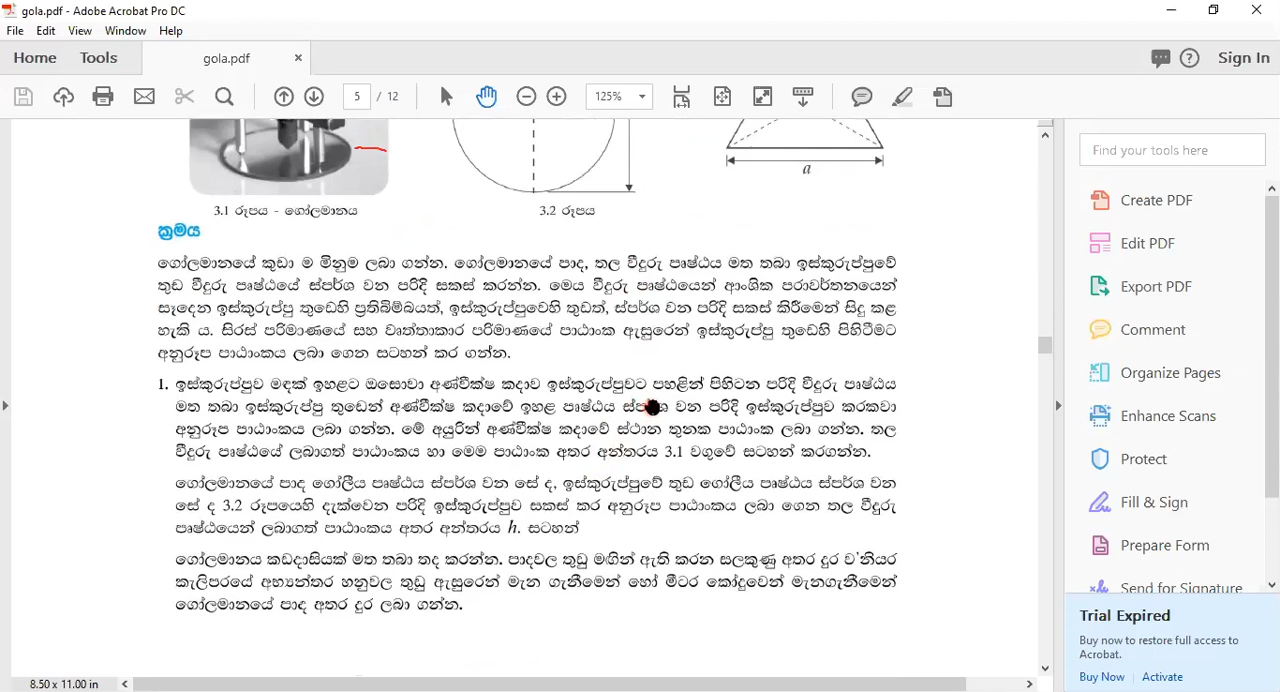 gola.pdf - Adobe Acrobat Pro DC
File Edit View Window Help
Home Tools gola.pdf × Sign In
5 / 12 125%
a
3.1 රූපය - ගෝලමානය 3.2 රූපය
ක්‍රමය
ගෝලමානයේ කුඩා ම මිනුම ලබා ගන්න. ගෝලමානයේ පාද, තල වීදුරු පෘෂ්ඨය මත තබා ඉස්කුරුප්පුවේ
තුඩ වීදුරු පෘෂ්ඨයේ ස්පර්ශ වන පරිදි සකස් කරන්න. මෙය වීදුරු පෘෂ්ඨයෙන් ආංශික පරාවර්තනයෙන්
සෑදෙන ඉස්කුරුප්පු තුඩෙහි ප්‍රතිබිම්බයත්, ඉස්කුරුප්පුවෙහි තුඩත්, ස්පර්ශ වන පරිදි සකස් කිරීමෙන් සිදු කළ
හැකි ය. සිරස් පරිමාණයේ සහ වෘත්තාකාර පරිමාණයේ පාඨාංක ඇසුරෙන් ඉස්කුරුප්පු තුඩෙහි පිහිටීමට
අනුරූප පාඨාංකය ලබා ගෙන සටහන් කර ගන්න.
1. ඉස්කුරුප්පුව මඳක් ඉහළට ඔසොවා අණ්වීක්ෂ කදාව ඉස්කුරුප්පුවට පහළින් පිහිටන පරිදි වීදුරු පෘෂ්ඨය
මත තබා ඉස්කුරුප්පු තුඩෙන් අණ්වීක්ෂ කදාවේ ඉහළ පෘෂ්ඨය ස්පර්ශ වන පරිදි ඉස්කුරුප්පුව කරකවා
අනුරූප පාඨාංකය ලබා ගන්න. මේ අයුරින් අණ්වීක්ෂ කදාවේ ස්ථාන තුනක පාඨාංක ලබා ගන්න. තල
වීදුරු පෘෂ්ඨයේ ලබාගත් පාඨාංකය හා මෙම පාඨාංක අතර අන්තරය 3.1 වගුවේ සටහන් කරගන්න.
ගෝලමානයේ පාද ගෝලීය පෘෂ්ඨය ස්පර්ශ වන සේ ද, ඉස්කුරුප්පුවේ තුඩ ගෝලීය පෘෂ්ඨය ස්පර්ශ වන
සේ ද 3.2 රූපයෙහි දැක්වෙන පරිදි ඉස්කුරුප්පුව සකස් කර අනුරූප පාඨාංකය ලබා ගෙන තල වීදුරු
පෘෂ්ඨයෙන් ලබාගත් පාඨාංකය අතර අන්තරය h. සටහන්
ගෝලමානය කඩදාසියක් මත තබා තද කරන්න. පාදවල තුඩු මඟින් ඇති කරන සලකුණු අතර දුර ව'නියර
කැලිපරයේ අභ්‍යන්තර හනුවල තුඩු ඇසුරෙන් මැන ගැනීමෙන් හෝ මීටර කෝදුවෙන් මැනගැනීමෙන්
ගෝලමානයේ පාද අතර දුර ලබා ගන්න.
8.50 x 11.00 in
Find your tools here
Create PDF
Edit PDF
Export PDF
Comment
Organize Pages
Enhance Scans
Protect
Fill & Sign
Prepare Form
Send for Signature
Trial Expired
Buy now to restore full access to
Acrobat.
Buy Now Activate